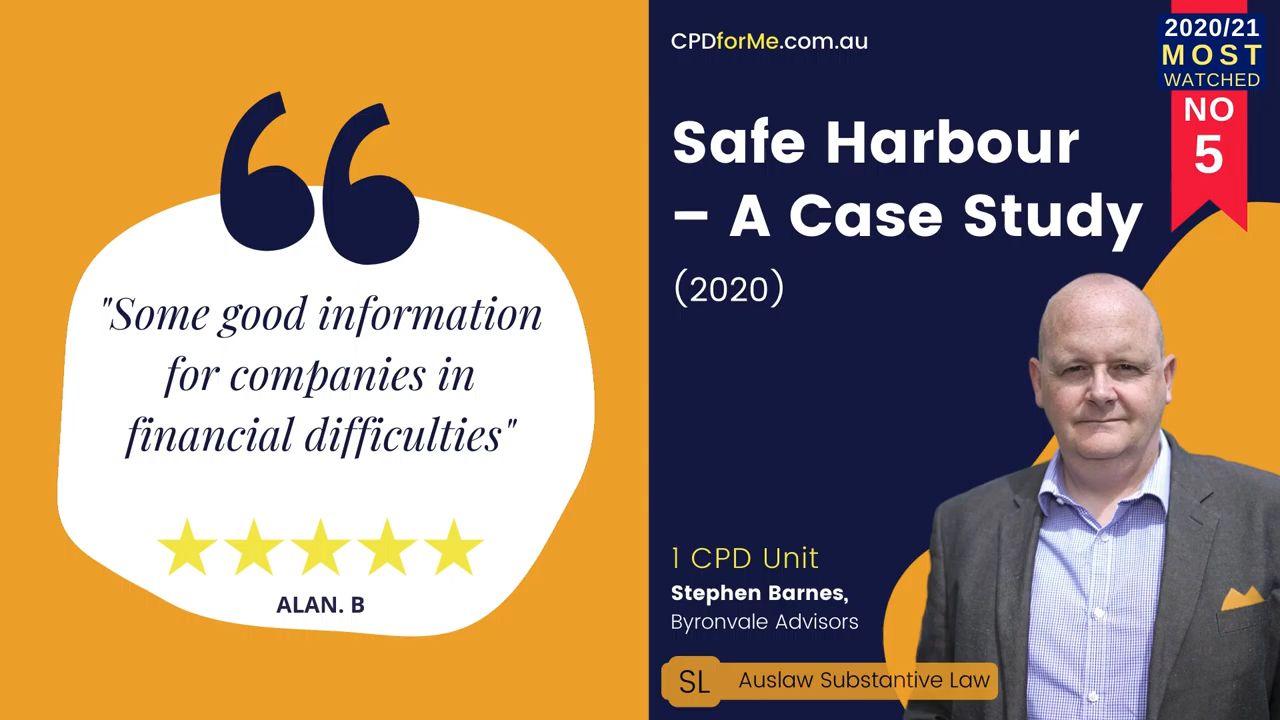 "Some good information
for companies in
financial difficulties"
ALAN. B
CPDforMe.com.au
2020/21
MOST
WATCHED
NO
5
Safe Harbour
– A Case Study
(2020)
1 CPD Unit
Stephen Barnes,
Byronvale Advisors
SL Auslaw Substantive Law